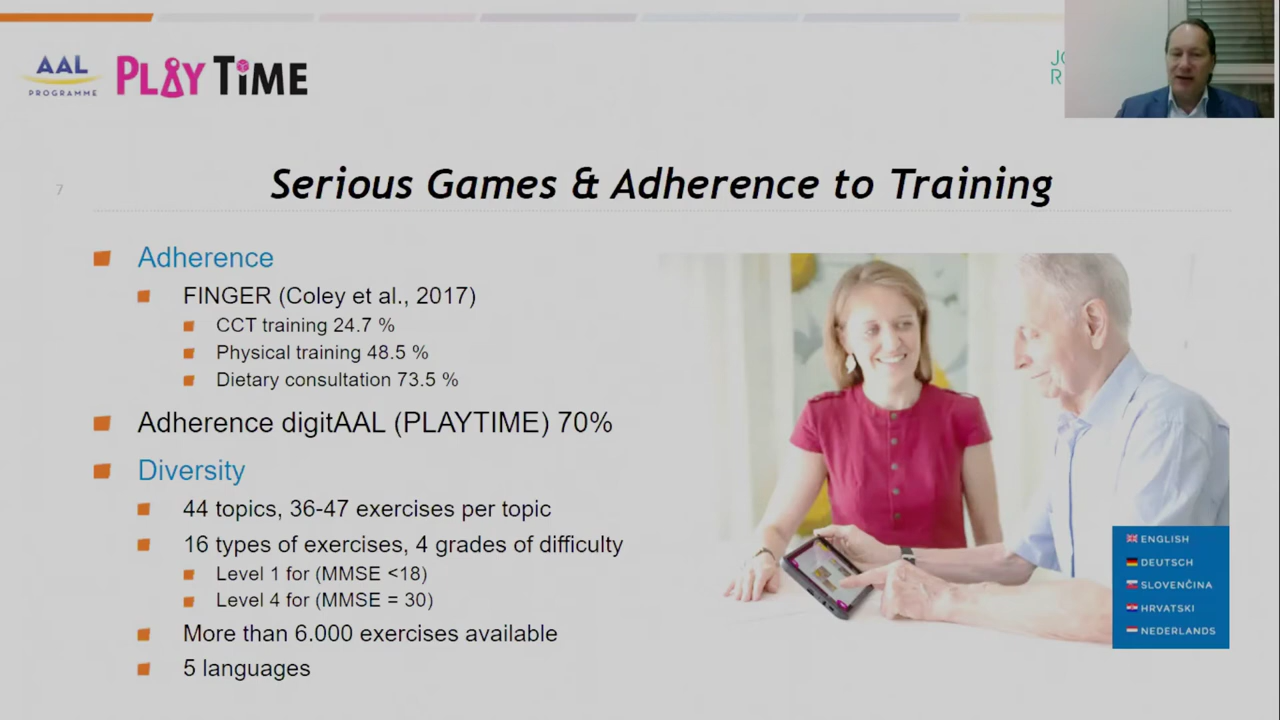 AAL
PROGRAMME
PLAYTIME
7
Serious Games & Adherence to Training
Adherence
FINGER (Coley et al., 2017)
CCT training 24.7 %
Physical training 48.5 %
Dietary consultation 73.5 %
Adherence digitAAL (PLAYTIME) 70%
Diversity
44 topics, 36-47 exercises per topic
16 types of exercises, 4 grades of difficulty
Level 1 for (MMSE <18)
Level 4 for (MMSE = 30)
More than 6.000 exercises available
5 languages
ENGLISH
DEUTSCH
SLOVENČINA
HRVATSKI
NEDERLANDS